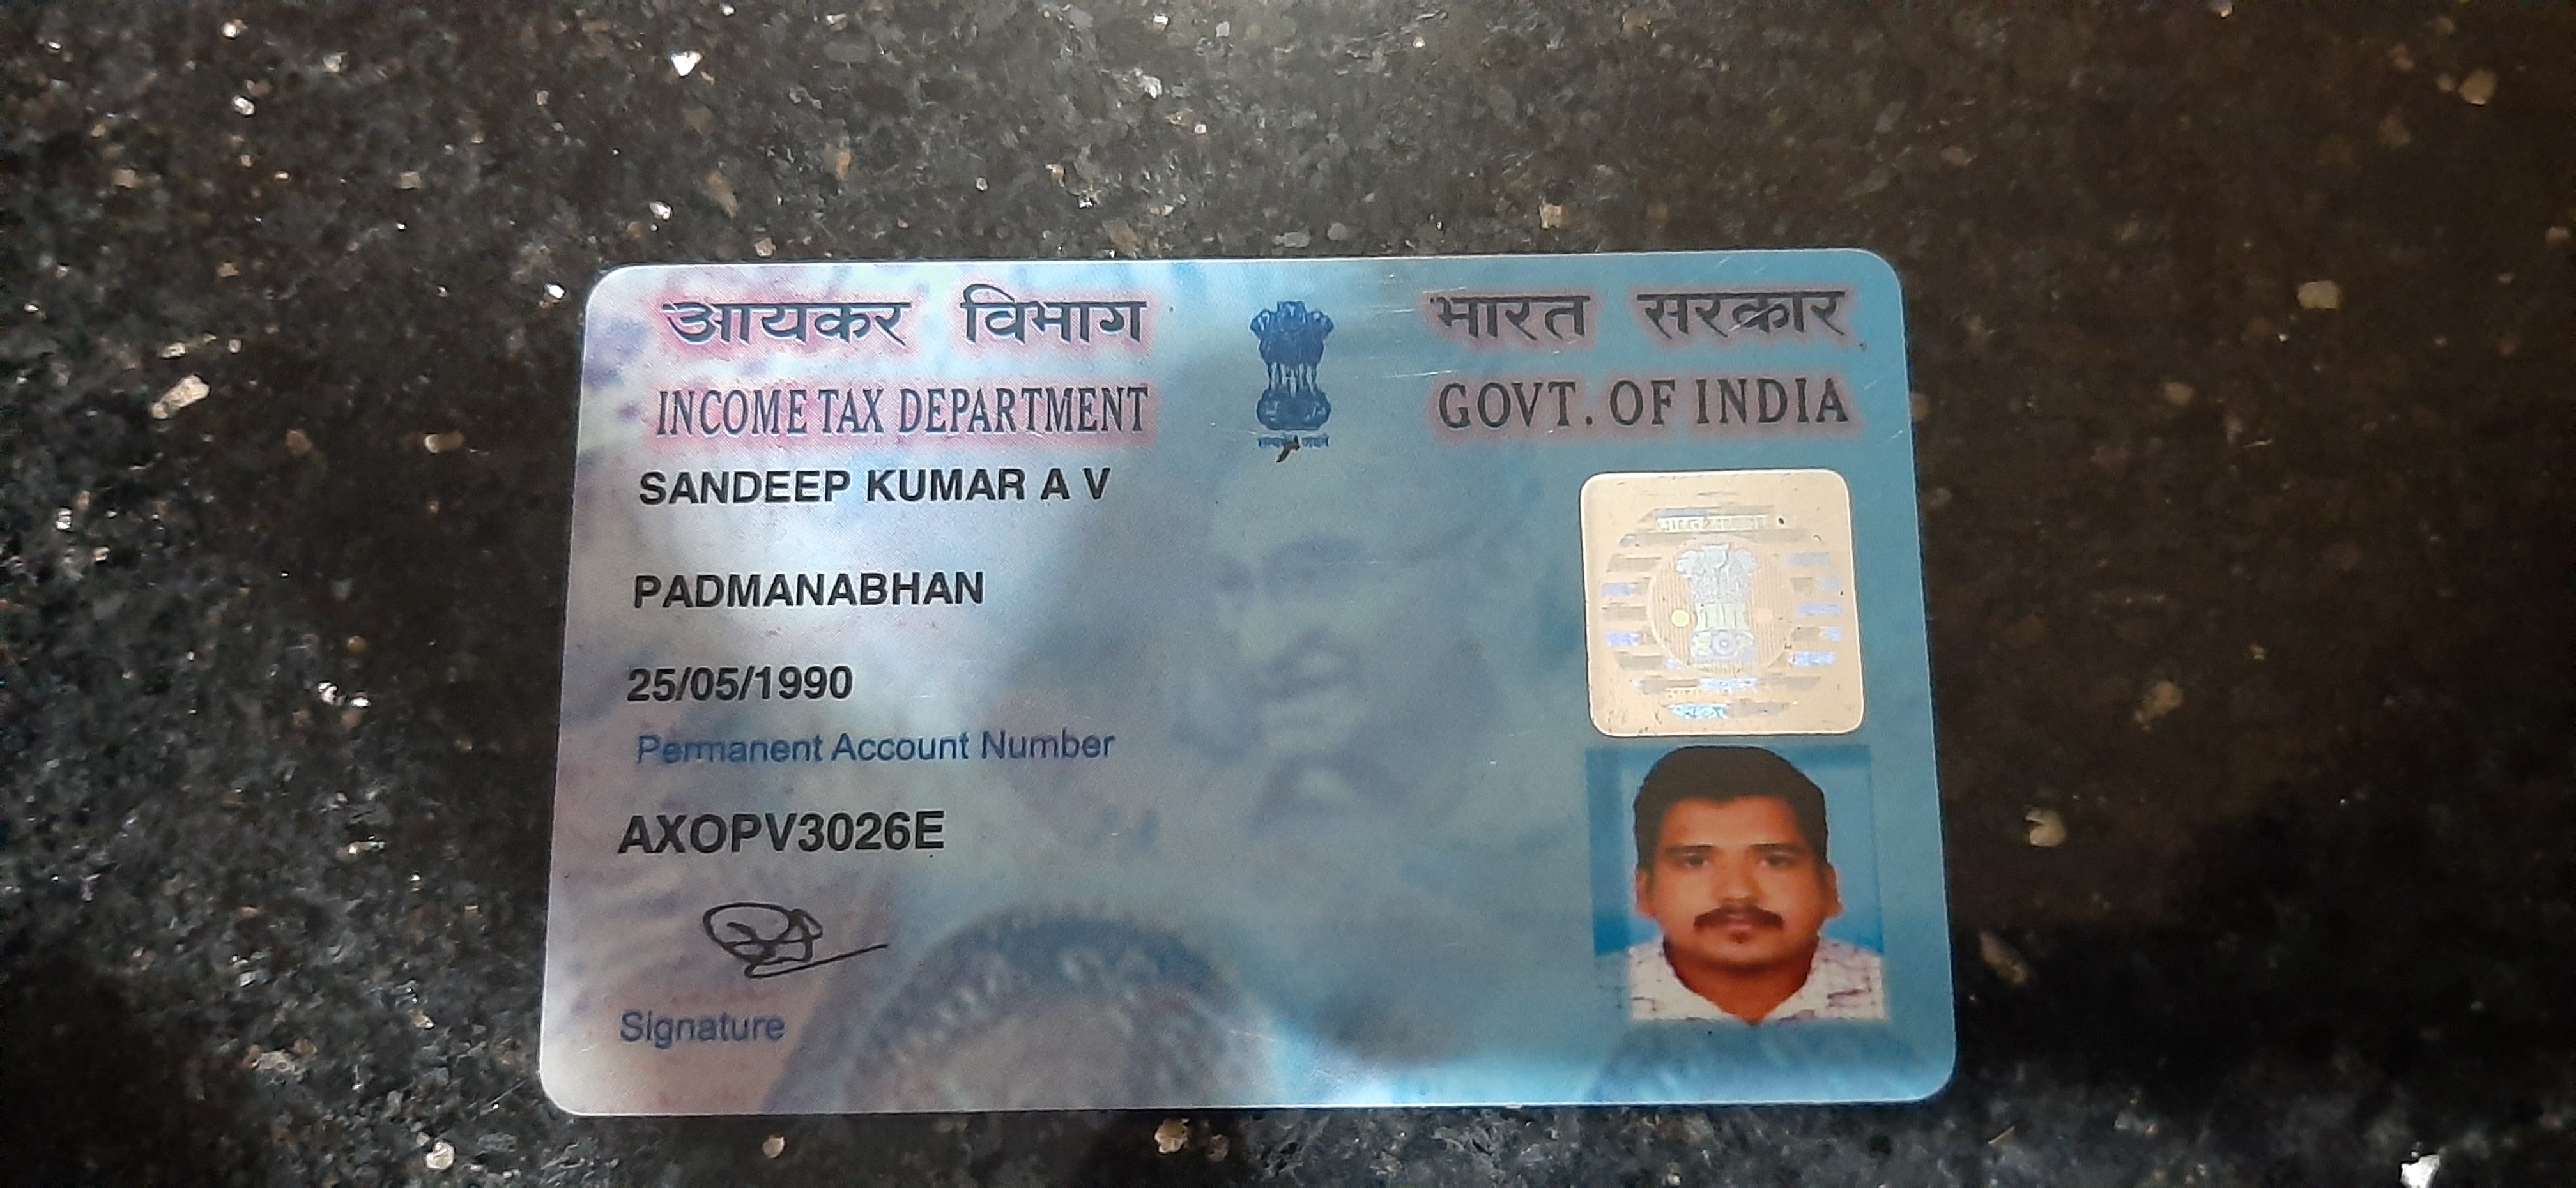 आयकर विभाग
INCOME TAX DEPARTMENT
भारत सरकार
GOVT. OF INDIA
SANDEEP KUMAR A V
PADMANABHAN
25/05/1990
Permanent Account Number
AXOPV3026E
Signature